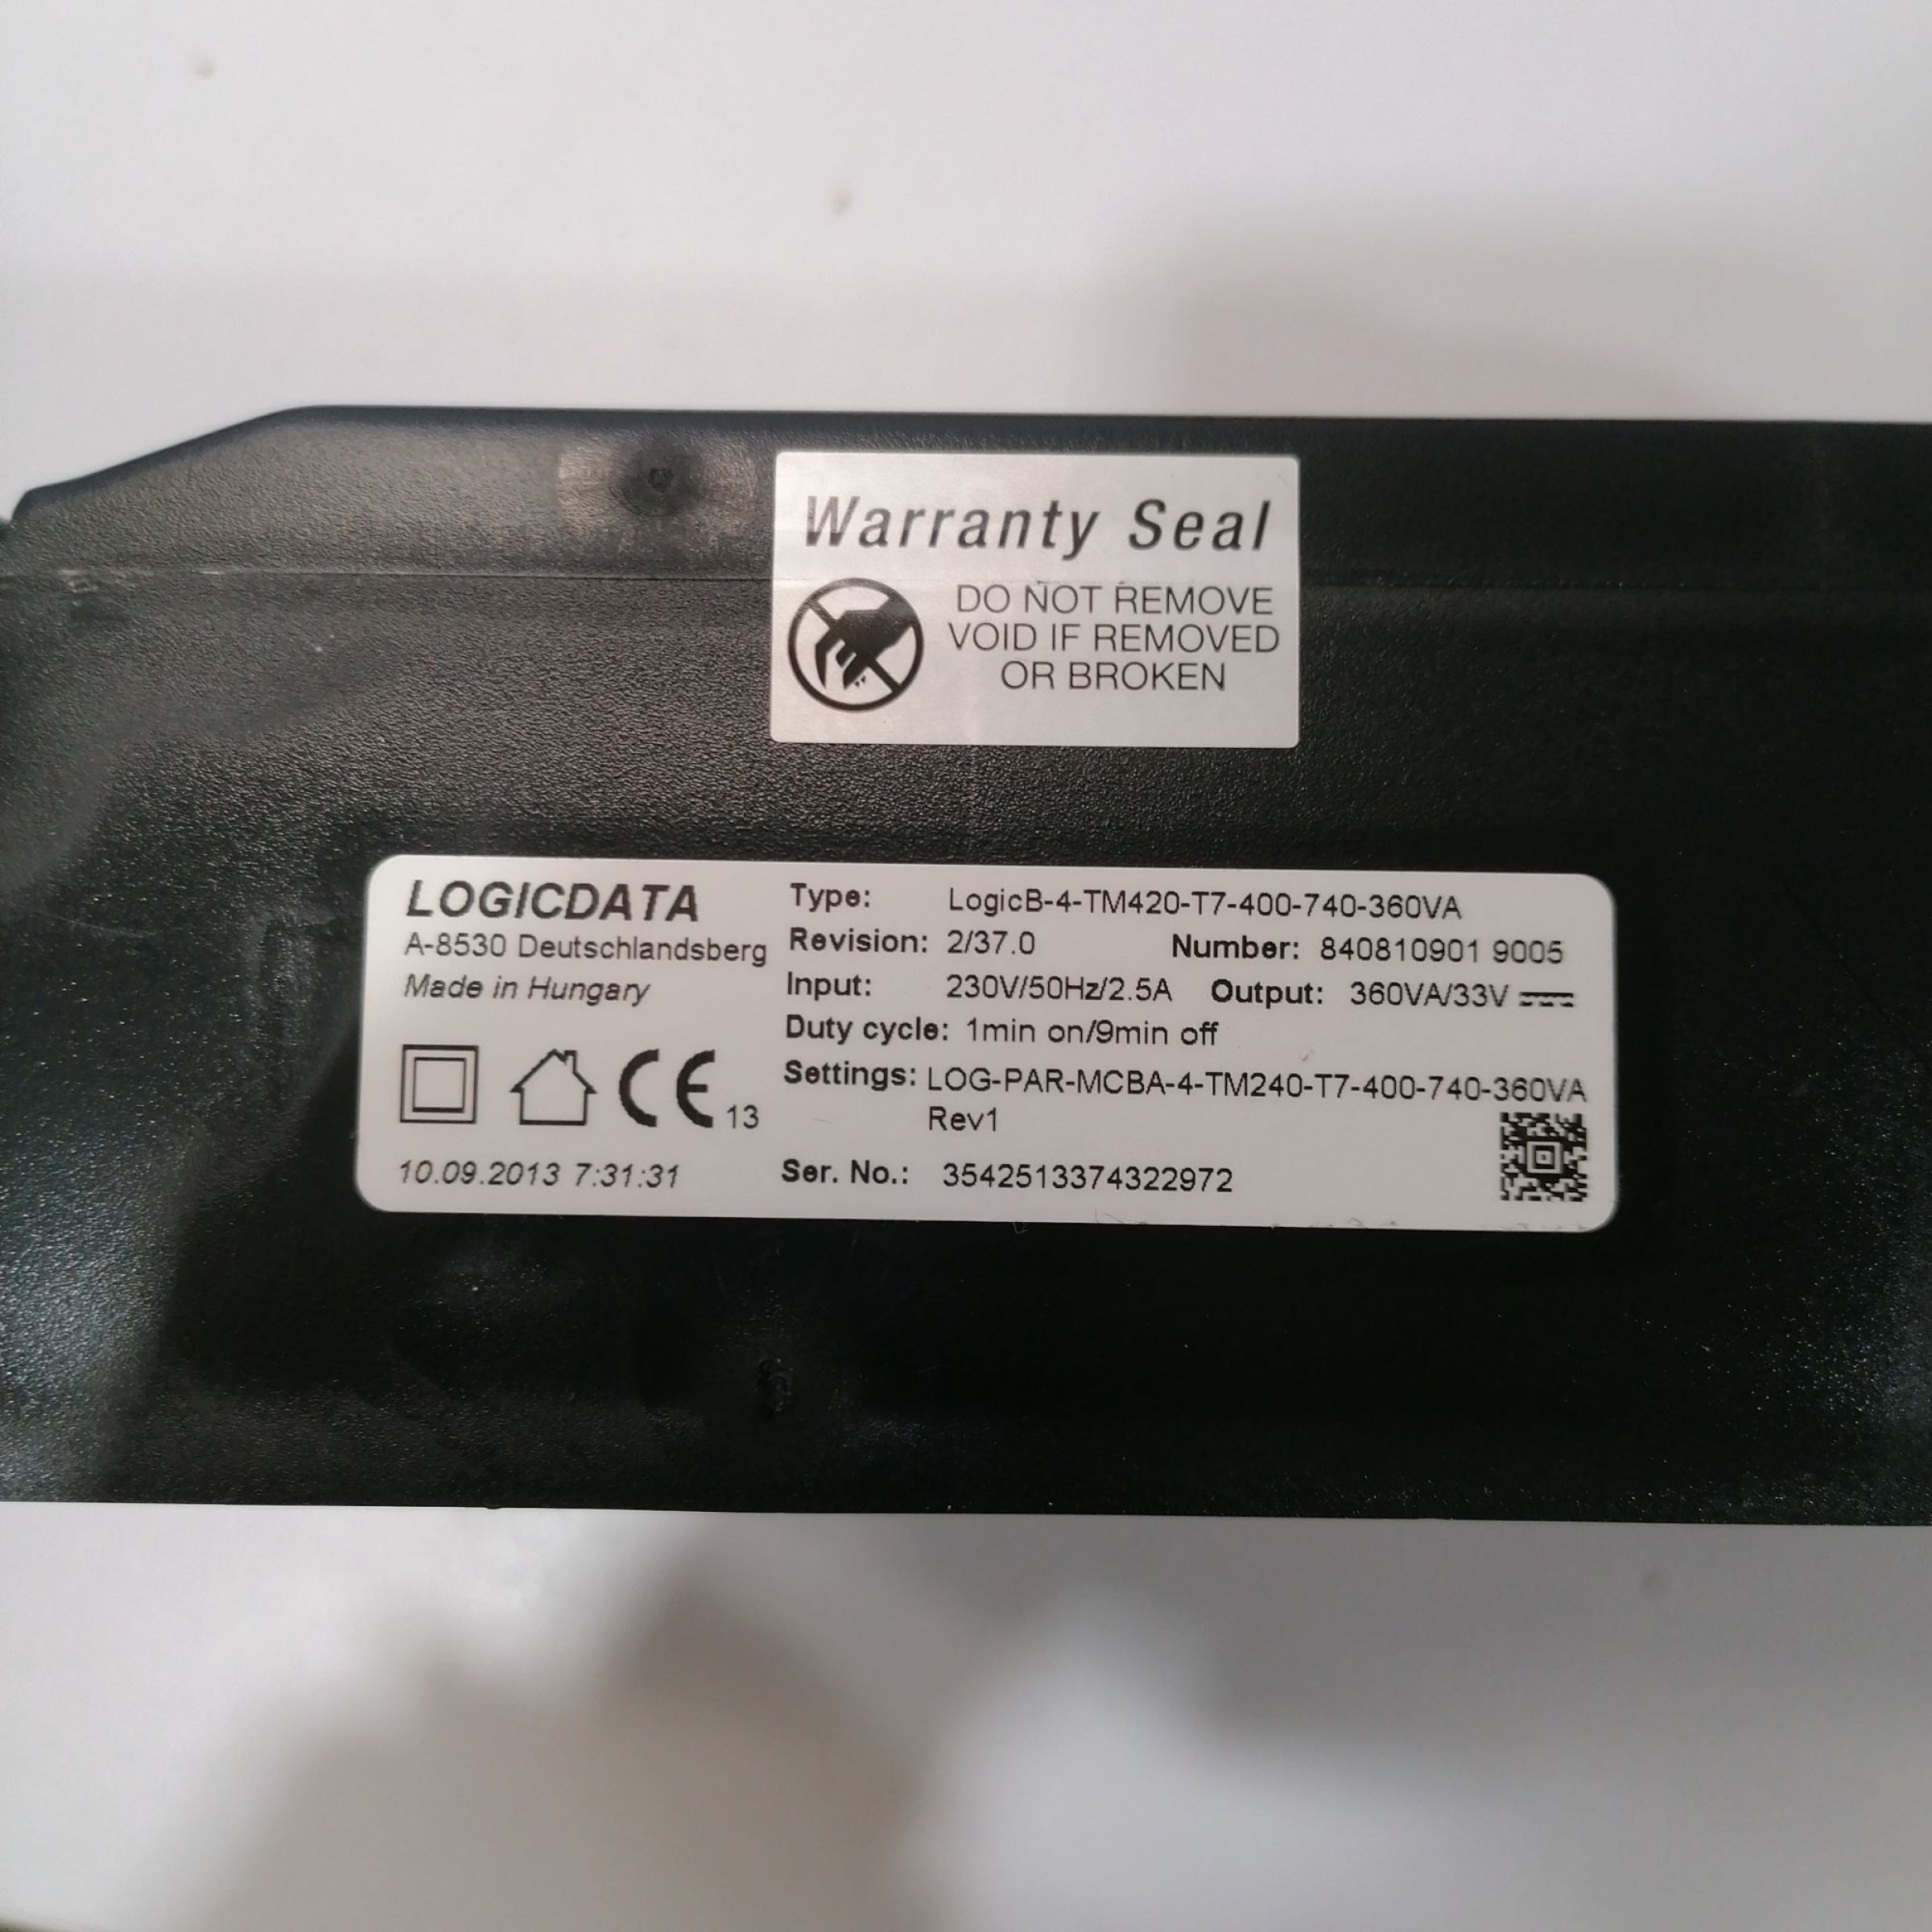 Warranty Seal
DO NOT REMOVE
VOID IF REMOVED
OR BROKEN
LOGICDATA
A-8530 Deutschlandsberg
Made in Hungary
CE 13
10.09.2013 7:31:31
Type: LogicB-4-TM420-T7-400-740-360VA
Revision: 2/37.0 Number: 840810901 9005
Input: 230V/50Hz/2.5A Output: 360VA/33V
Duty cycle: 1min on/9min off
Settings: LOG-PAR-MCBA-4-TM240-T7-400-740-360VA
Rev1
Ser. No.: 3542513374322972